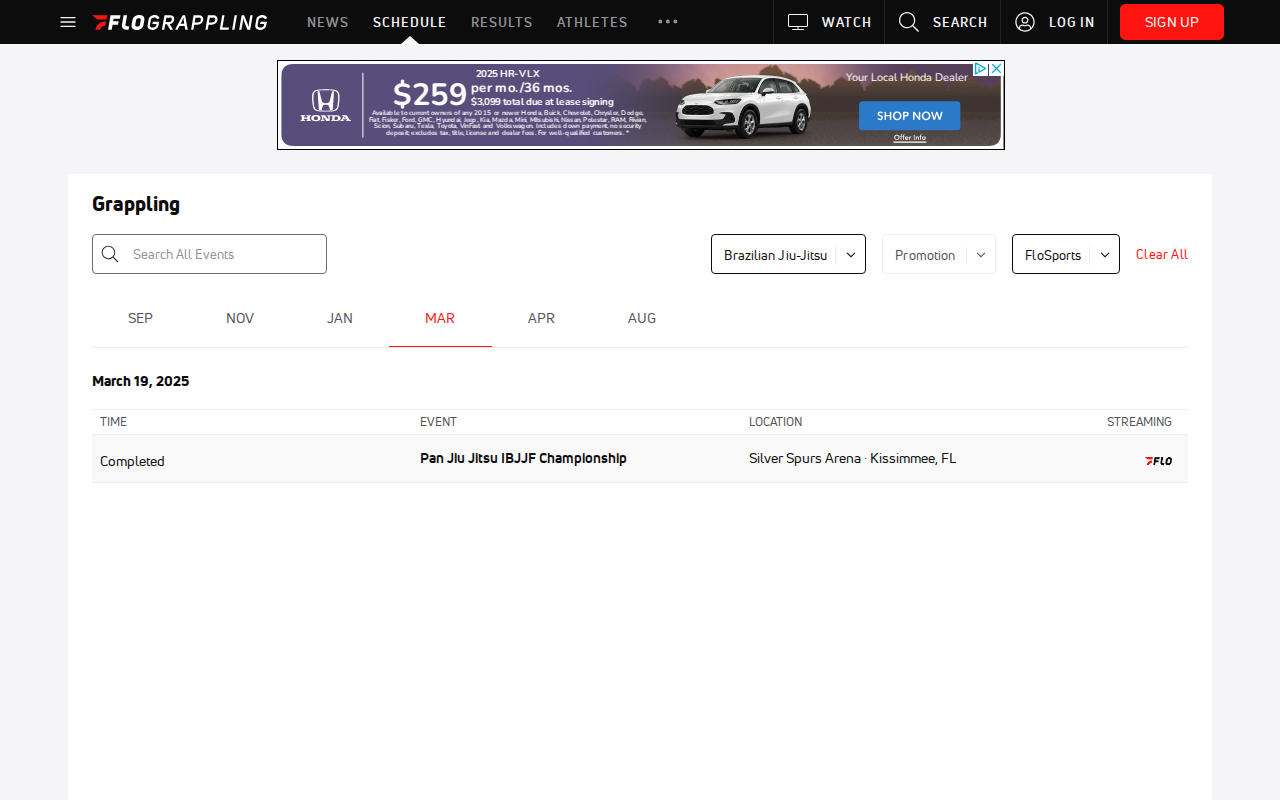 FLOGRAPPLING
NEWS
SCHEDULE
RESULTS
ATHLETES
WATCH
SEARCH
LOG IN
SIGN UP
HONDA
2025 HR-VLX
$259 per mo./36 mos.
$3,099 total due at lease signing
Available to current owners of any 2015 or newer Honda, Buick, Chevrolet, Chrysler, Dodge,
Fiat, Fisker, Ford, GMC, Hyundai, Jeep, Kia, Mazda, Mini, Mitsubishi, Nissan, Polestar, RAM, Rivian,
Scion, Subaru, Tesla, Toyota, VinFast and Volkswagen. Includes down payment, no security
deposit; excludes tax, title, license and dealer fees. For well-qualified customers. *
Your Local Honda Dealer
SHOP NOW
Offer Info
Grappling
Search All Events
Brazilian Jiu-Jitsu
Promotion
FloSports
Clear All
SEP
NOV
JAN
MAR
APR
AUG
March 19, 2025
TIME
EVENT
LOCATION
STREAMING
Completed
Pan Jiu Jitsu IBJJF Championship
Silver Spurs Arena · Kissimmee, FL
FLO